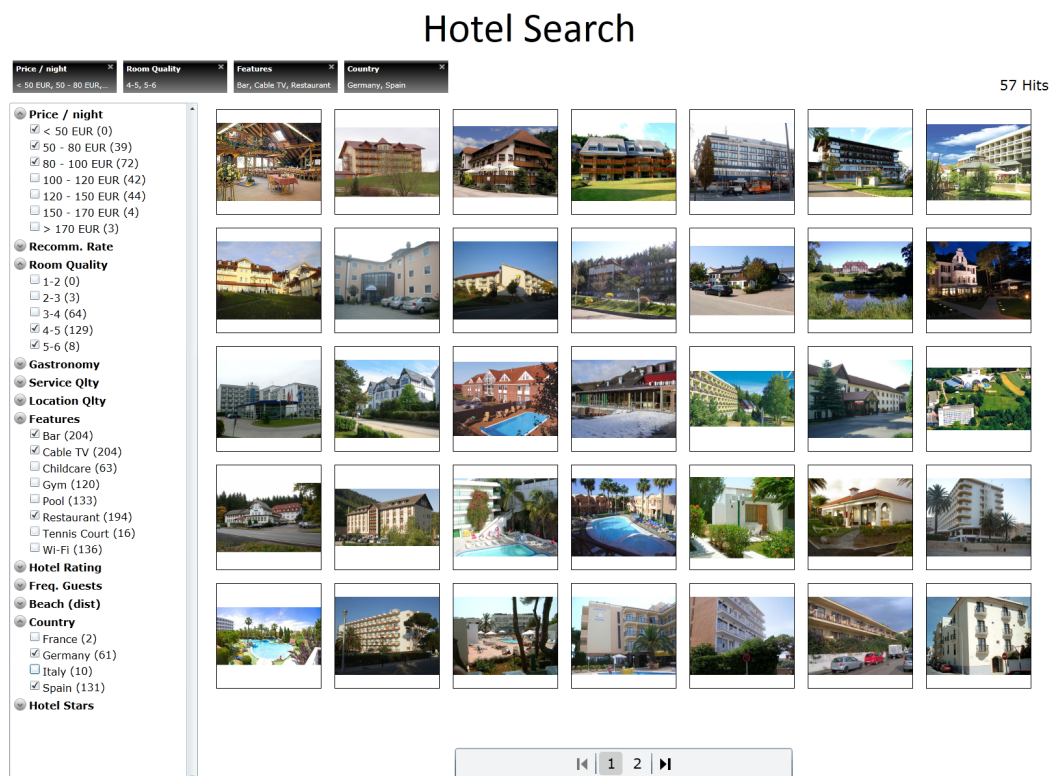 Hotel Search
Price / night ×
< 50 EUR, 50 - 80 EUR,...
Room Quality ×
4-5, 5-6
Features ×
Bar, Cable TV, Restaurant
Country ×
Germany, Spain
57 Hits
Price / night
< 50 EUR (0)
50 - 80 EUR (39)
80 - 100 EUR (72)
100 - 120 EUR (42)
120 - 150 EUR (44)
150 - 170 EUR (4)
> 170 EUR (3)
Recomm. Rate
Room Quality
1-2 (0)
2-3 (3)
3-4 (64)
4-5 (129)
5-6 (8)
Gastronomy
Service Qlty
Location Qlty
Features
Bar (204)
Cable TV (204)
Childcare (63)
Gym (120)
Pool (133)
Restaurant (194)
Tennis Court (16)
Wi-Fi (136)
Hotel Rating
Freq. Guests
Beach (dist)
Country
France (2)
Germany (61)
Italy (10)
Spain (131)
Hotel Stars
1 2